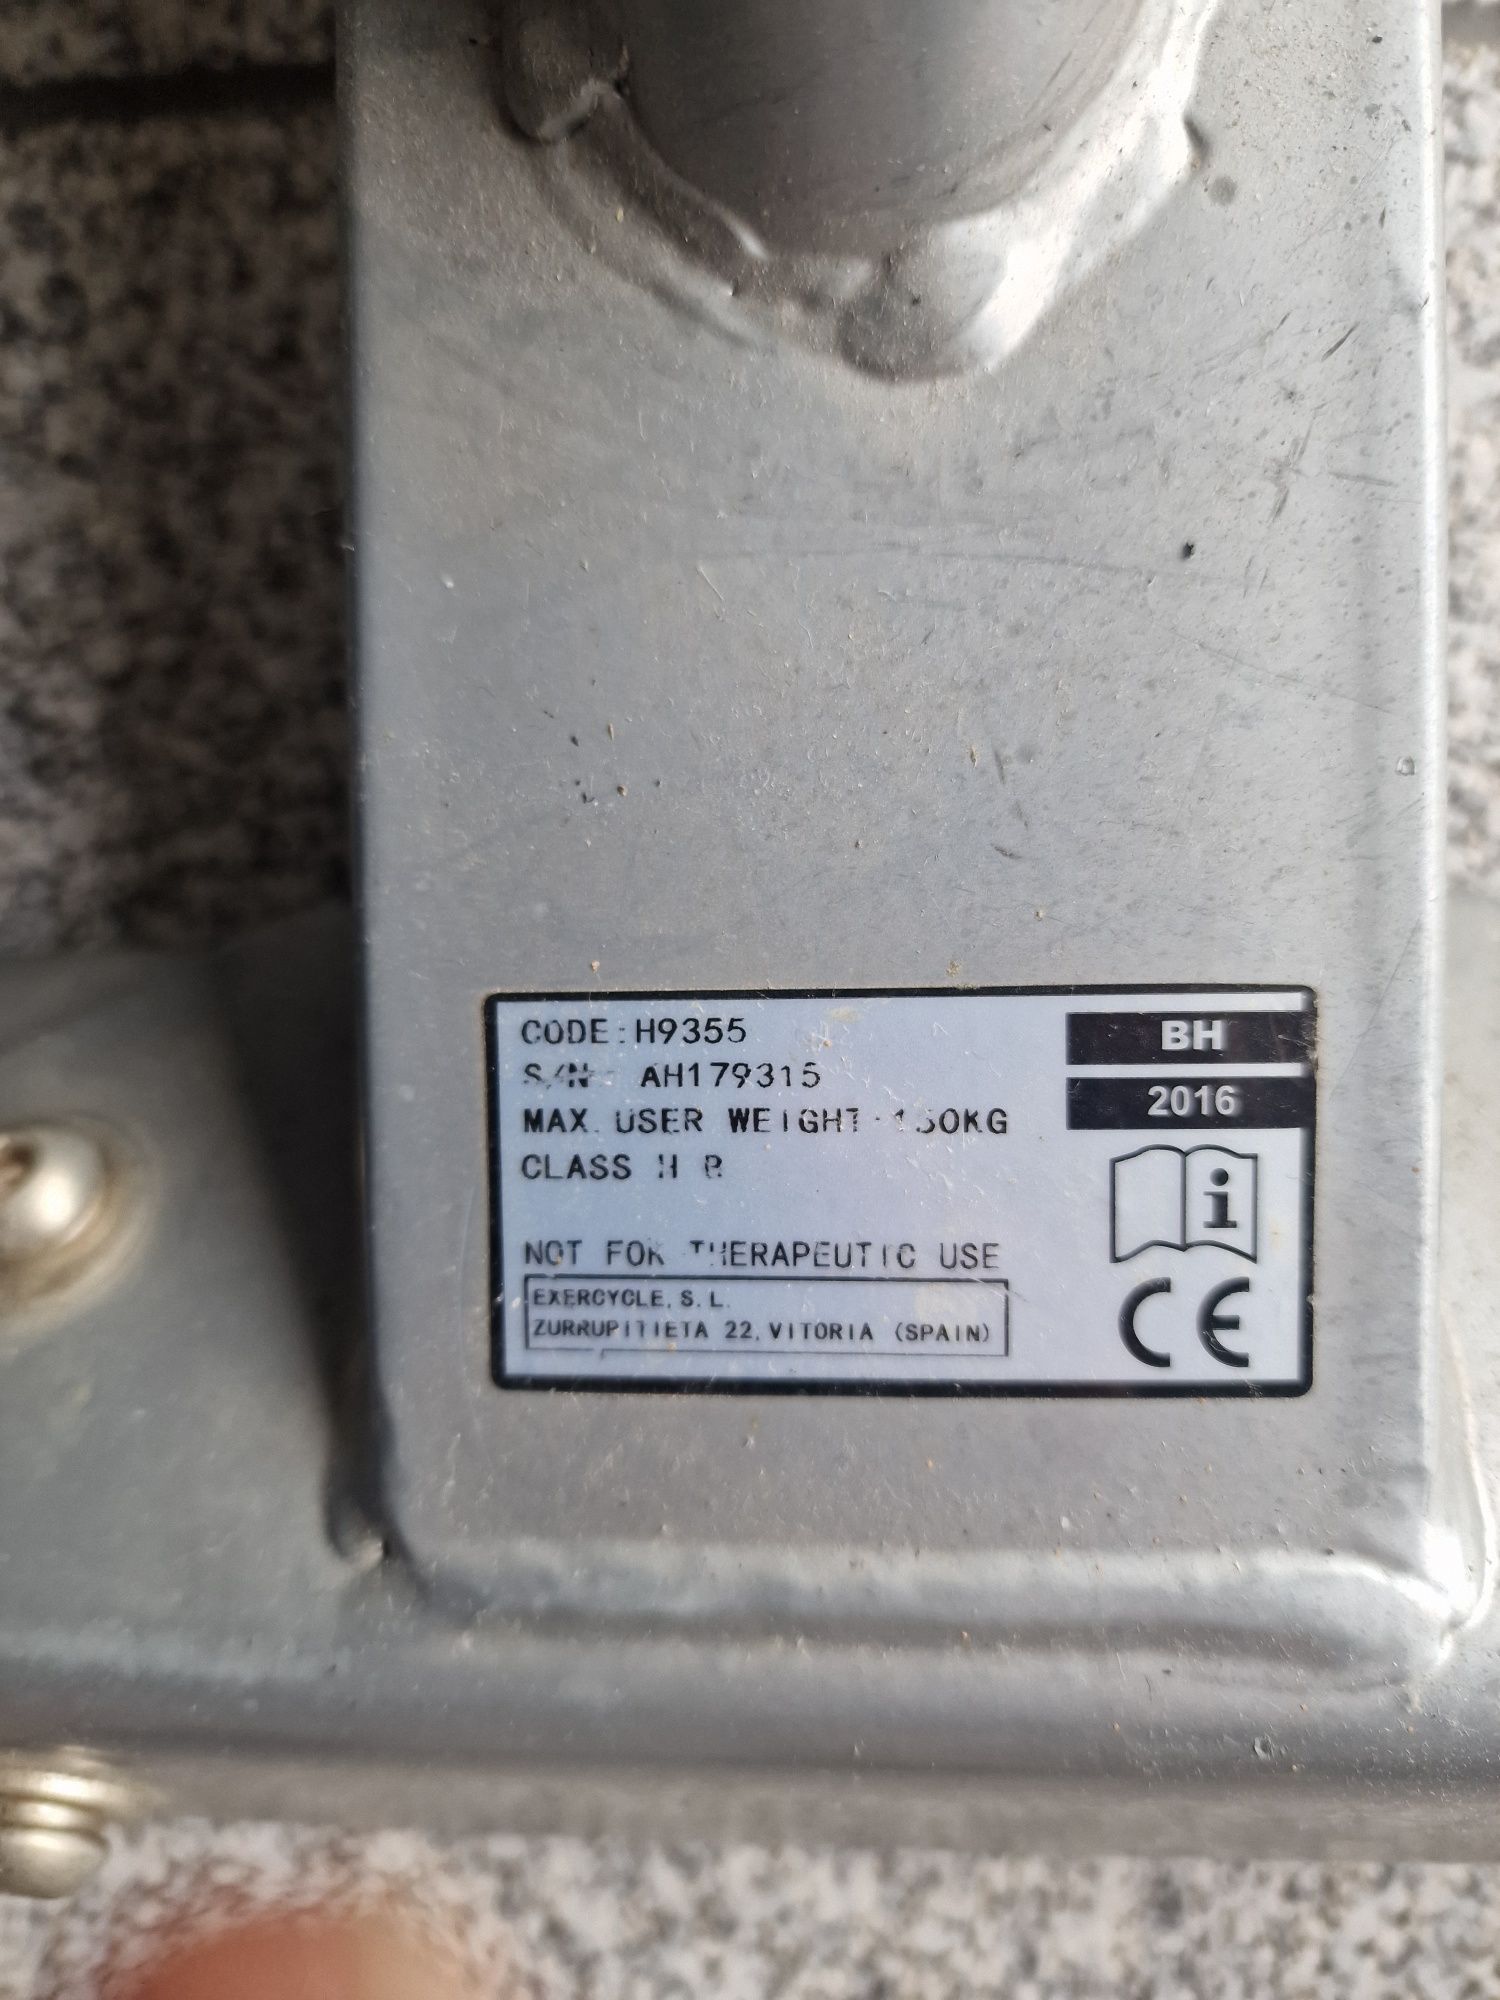 CODE:H9355
S/N: AH179315
MAX. USER WEIGHT
CLASS H B
NOT FOR THERAPEUTIC USE
EXERCYCLE, S.L.
ZURRUPITIETA 22, VITORIA (SPAIN)
BH
2016
i
CE